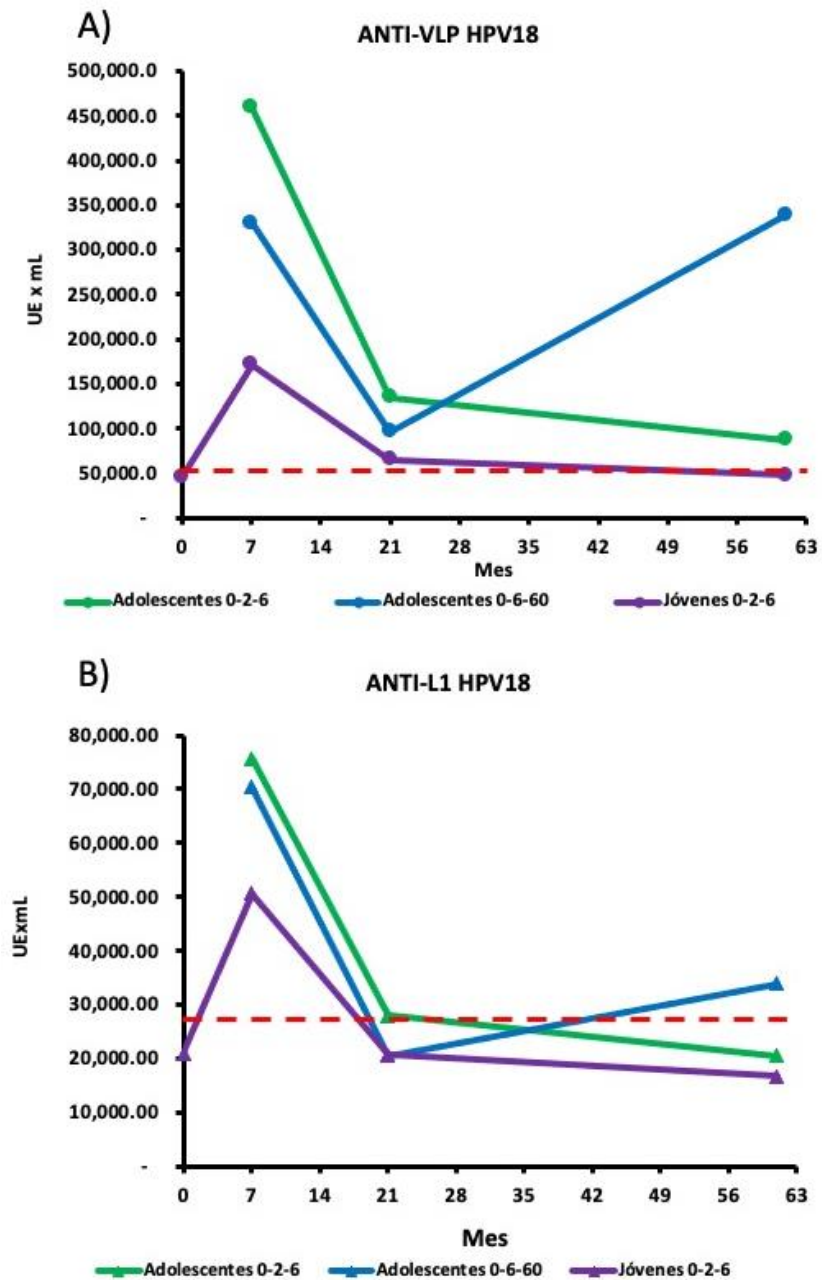 A)
ANTI-VLP HPV18
500,000.0
450,000.0
400,000.0
350,000.0
300,000.0
250,000.0
200,000.0
150,000.0
100,000.0
50,000.0
-
UE x mL
0 7 14 21 28 35 42 49 56 63
Mes
Adolescentes 0-2-6 Adolescentes 0-6-60 Jóvenes 0-2-6
B)
ANTI-L1 HPV18
80,000.00
70,000.00
60,000.00
50,000.00
40,000.00
30,000.00
20,000.00
10,000.00
-
UExmL
0 7 14 21 28 35 42 49 56 63
Mes
Adolescentes 0-2-6 Adolescentes 0-6-60 Jóvenes 0-2-6